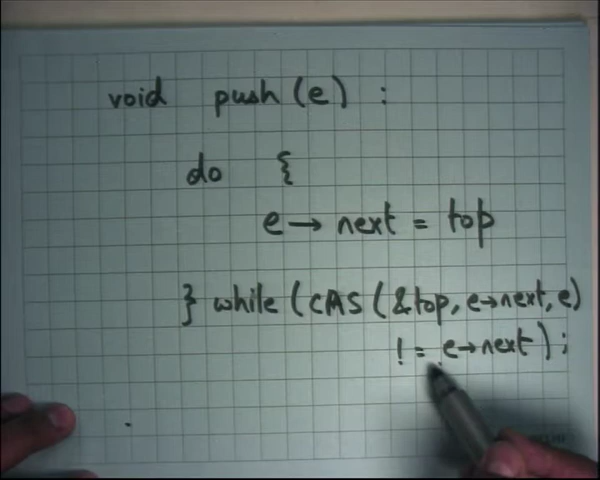 void push (e) :
do {
e → next = top
} while (CAS (&top, e→next, e)
! = e→next) ;